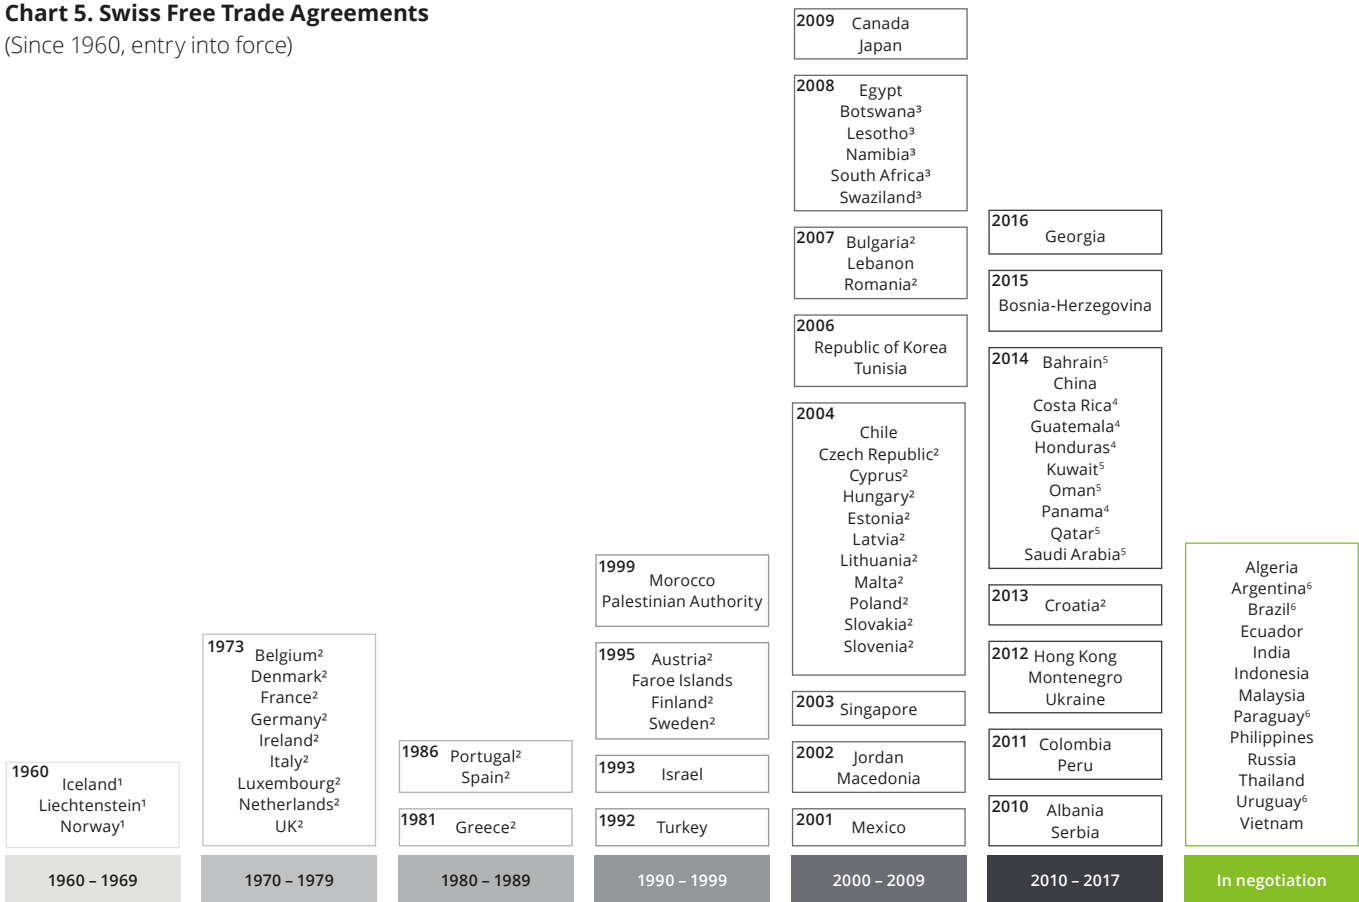 Chart 5. Swiss Free Trade Agreements
(Since 1960, entry into force)
1960
Iceland¹
Liechtenstein¹
Norway¹
1960 – 1969
1973
Belgium²
Denmark²
France²
Germany²
Ireland²
Italy²
Luxembourg²
Netherlands²
UK²
1970 – 1979
1986
Portugal²
Spain²
1981
Greece²
1980 – 1989
1999
Morocco
Palestinian Authority
1995
Austria²
Faroe Islands
Finland²
Sweden²
1993
Israel
1992
Turkey
1990 – 1999
2009
Canada
Japan
2008
Egypt
Botswana³
Lesotho³
Namibia³
South Africa³
Swaziland³
2007
Bulgaria²
Lebanon
Romania²
2006
Republic of Korea
Tunisia
2004
Chile
Czech Republic²
Cyprus²
Hungary²
Estonia²
Latvia²
Lithuania²
Malta²
Poland²
Slovakia²
Slovenia²
2003
Singapore
2002
Jordan
Macedonia
2001
Mexico
2000 – 2009
2016
Georgia
2015
Bosnia-Herzegovina
2014
Bahrain⁵
China
Costa Rica⁴
Guatemala⁴
Honduras⁴
Kuwait⁵
Oman⁵
Panama⁴
Qatar⁵
Saudi Arabia⁵
2013
Croatia²
2012
Hong Kong
Montenegro
Ukraine
2011
Colombia
Peru
2010
Albania
Serbia
2010 – 2017
Algeria
Argentina⁶
Brazil⁶
Ecuador
India
Indonesia
Malaysia
Paraguay⁶
Philippines
Russia
Thailand
Uruguay⁶
Vietnam
In negotiation